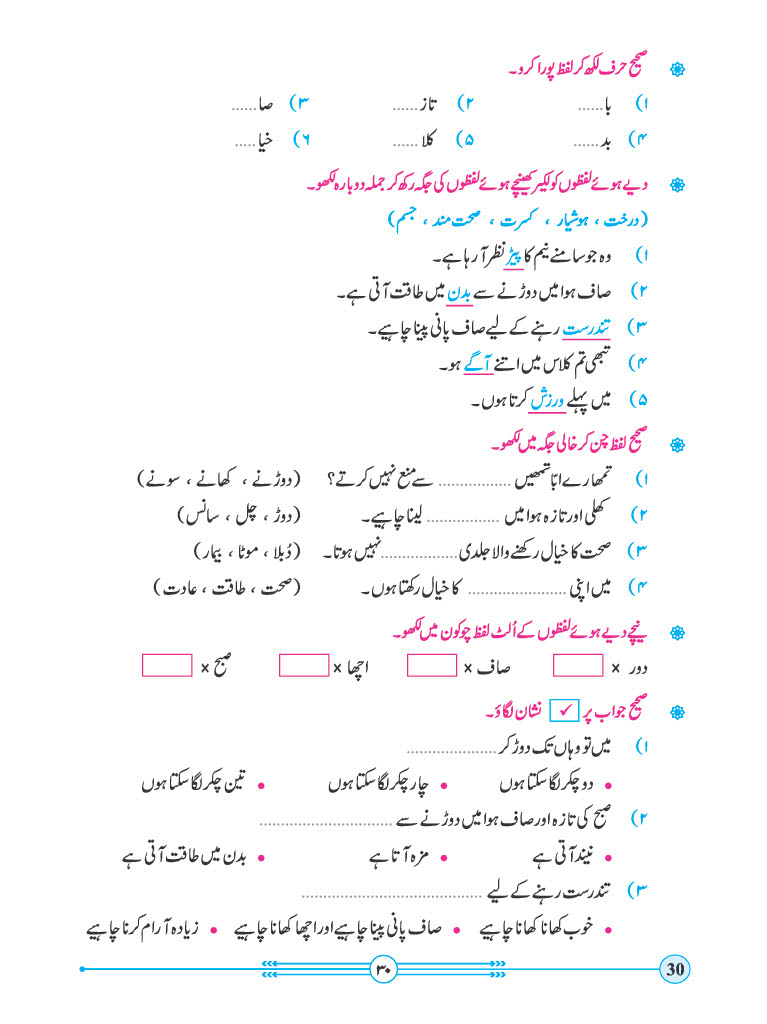 صحیح حرف لکھ کر لفظ پورا کرو۔
۱) با...... ۲) تاز...... ۳) صا......
۴) بد...... ۵) کلا...... ۶) خیا.....
دیے ہوئے لفظوں کو لکیر کھینچے ہوئے لفظوں کی جگہ رکھ کر جملہ دوبارہ لکھو۔
(درخت ، ہوشیار ، کسرت ، صحت مند ، جسم)
۱) وہ جو سامنے نیم کا پیڑ نظر آرہا ہے۔
۲) صاف ہوا میں دوڑنے سے بدن میں طاقت آتی ہے۔
۳) تندرست رہنے کے لیے صاف پانی پینا چاہیے۔
۴) تبھی تم کلاس میں اتنے آگے ہو۔
۵) میں پہلے ورزش کرتا ہوں۔
صحیح لفظ چن کر خالی جگہ میں لکھو۔
۱) تمھارے ابّا تمھیں ................. سے منع نہیں کرتے؟ (دوڑنے ، کھانے ، سونے)
۲) کھلی اور تازہ ہوا میں ................. لینا چاہیے۔ (دوڑ ، چل ، سانس)
۳) صحت کا خیال رکھنے والا جلدی ................. نہیں ہوتا۔ (دُبلا ، موٹا ، بیمار)
۴) میں اپنی ....................... کا خیال رکھتا ہوں۔ (صحت ، طاقت ، عادت)
نیچے دیے ہوئے لفظوں کے اُلٹ لفظ چوکون میں لکھو۔
دور × صاف × اچھا × صبح ×
صحیح جواب پر ✓ نشان لگاؤ۔
۱) میں تو وہاں تک دوڑ کر .....................
• دو چکر لگا سکتا ہوں • چار چکر لگا سکتا ہوں • تین چکر لگا سکتا ہوں
۲) صبح کی تازہ اور صاف ہوا میں دوڑنے سے ...............................
• نیند آتی ہے • مزہ آتا ہے • بدن میں طاقت آتی ہے
۳) تندرست رہنے کے لیے ..........................................
• خوب کھانا کھانا چاہیے • صاف پانی پینا چاہیے اور اچھا کھانا چاہیے • زیادہ آرام کرنا چاہیے
۳۰ 30